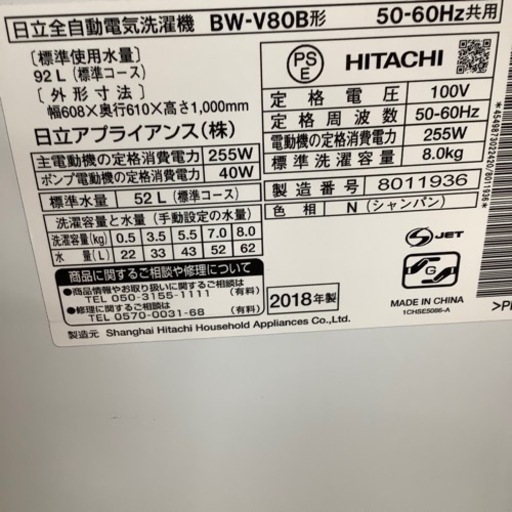 日立全自動電気洗濯機 BW-V80B形 50-60Hz共用
〔標準使用水量〕
92L(標準コース)
〔外形寸法〕
幅608×奥行610×高さ1,000mm
日立アプライアンス(株)
主電動機の定格消費電力 255W
ポンプ電動機の定格消費電力 40W
標準水量 52L(標準コース)
洗濯容量と水量(手動設定の水量)
洗濯容量(kg) 0.5 3.5 5.5 7.0 8.0
水量(L) 22 33 43 52 62
商品に関するご相談や修理について
●商品情報やお取り扱いに関するご相談
TEL 050-3155-1111 (有料)
●修理に関するご相談
TEL 0570-0031-68 (有料)
2018年製
製造元 Shanghai Hitachi Household Appliances Co.,Ltd.
PSE
HITACHI
定格電圧 100V
定格周波数 50-60Hz
電動機の定格消費電力 255W
標準洗濯容量 8.0kg
製造番号 8011936
色相 N(シャンパン)
S JET
G
MADE IN CHINA
1CHSE5086-A